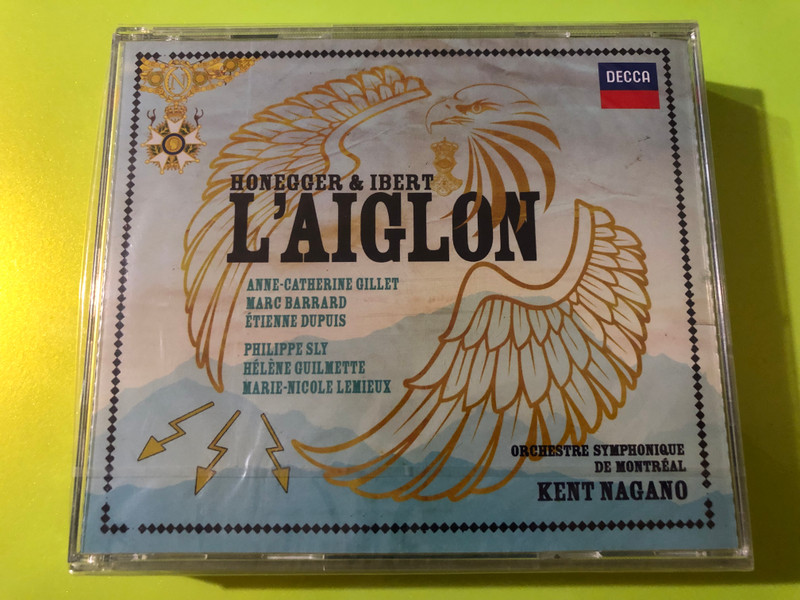 DECCA
HONEGGER & IBERT
L'AIGLON
ANNE-CATHERINE GILLET
MARC BARRARD
ÉTIENNE DUPUIS
PHILIPPE SLY
HÉLÈNE GUILMETTE
MARIE-NICOLE LEMIEUX
ORCHESTRE SYMPHONIQUE
DE MONTRÉAL
KENT NAGANO
N